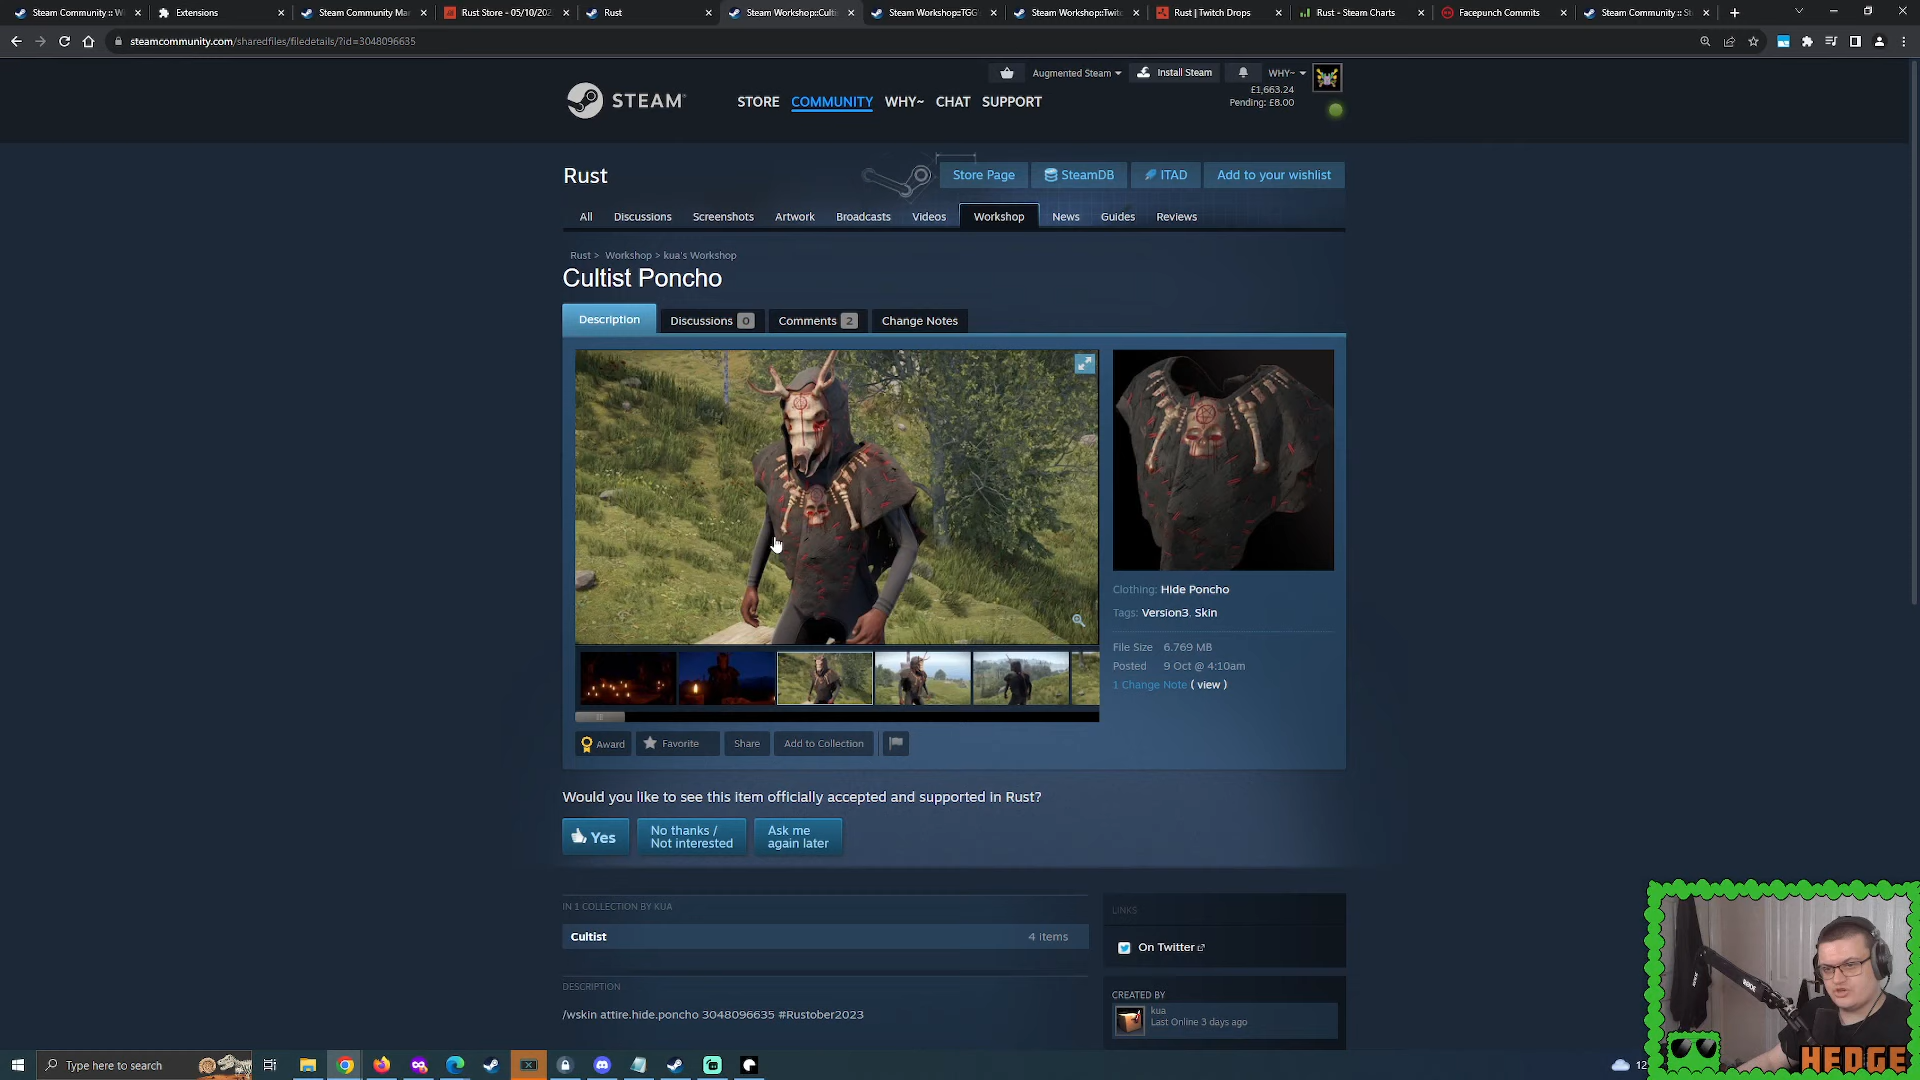 Steam Community :: W
Extensions
Steam Community Ma
Rust Store - 05/10/202
Rust
Steam Workshop::Culti
Steam Workshop::TGG
Steam Workshop::Twitc
Rust | Twitch Drops
Rust - Steam Charts
Facepunch Commits
Steam Community :: S
steamcommunity.com/sharedfiles/filedetails/?id=3048096635
Augmented Steam
Install Steam
WHY~
£1,663.24
Pending: £8.00
STEAM
STORE COMMUNITY WHY~ CHAT SUPPORT
Rust
Store Page
SteamDB
ITAD
Add to your wishlist
All Discussions Screenshots Artwork Broadcasts Videos Workshop News Guides Reviews
Rust > Workshop > kua's Workshop
Cultist Poncho
Description
Discussions 0
Comments 2
Change Notes
Clothing: Hide Poncho
Tags: Version3, Skin
File Size 6.769 MB
Posted 9 Oct @ 4:10am
1 Change Note ( view )
Award
Favorite
Share
Add to Collection
Would you like to see this item officially accepted and supported in Rust?
Yes
No thanks /
Not interested
Ask me
again later
IN 1 COLLECTION BY KUA
Cultist
4 items
LINKS
On Twitter
DESCRIPTION
/wskin attire.hide.poncho 3048096635 #Rustober2023
CREATED BY
kua
Last Online 3 days ago
Type here to search
12
RØDE
HEDGE